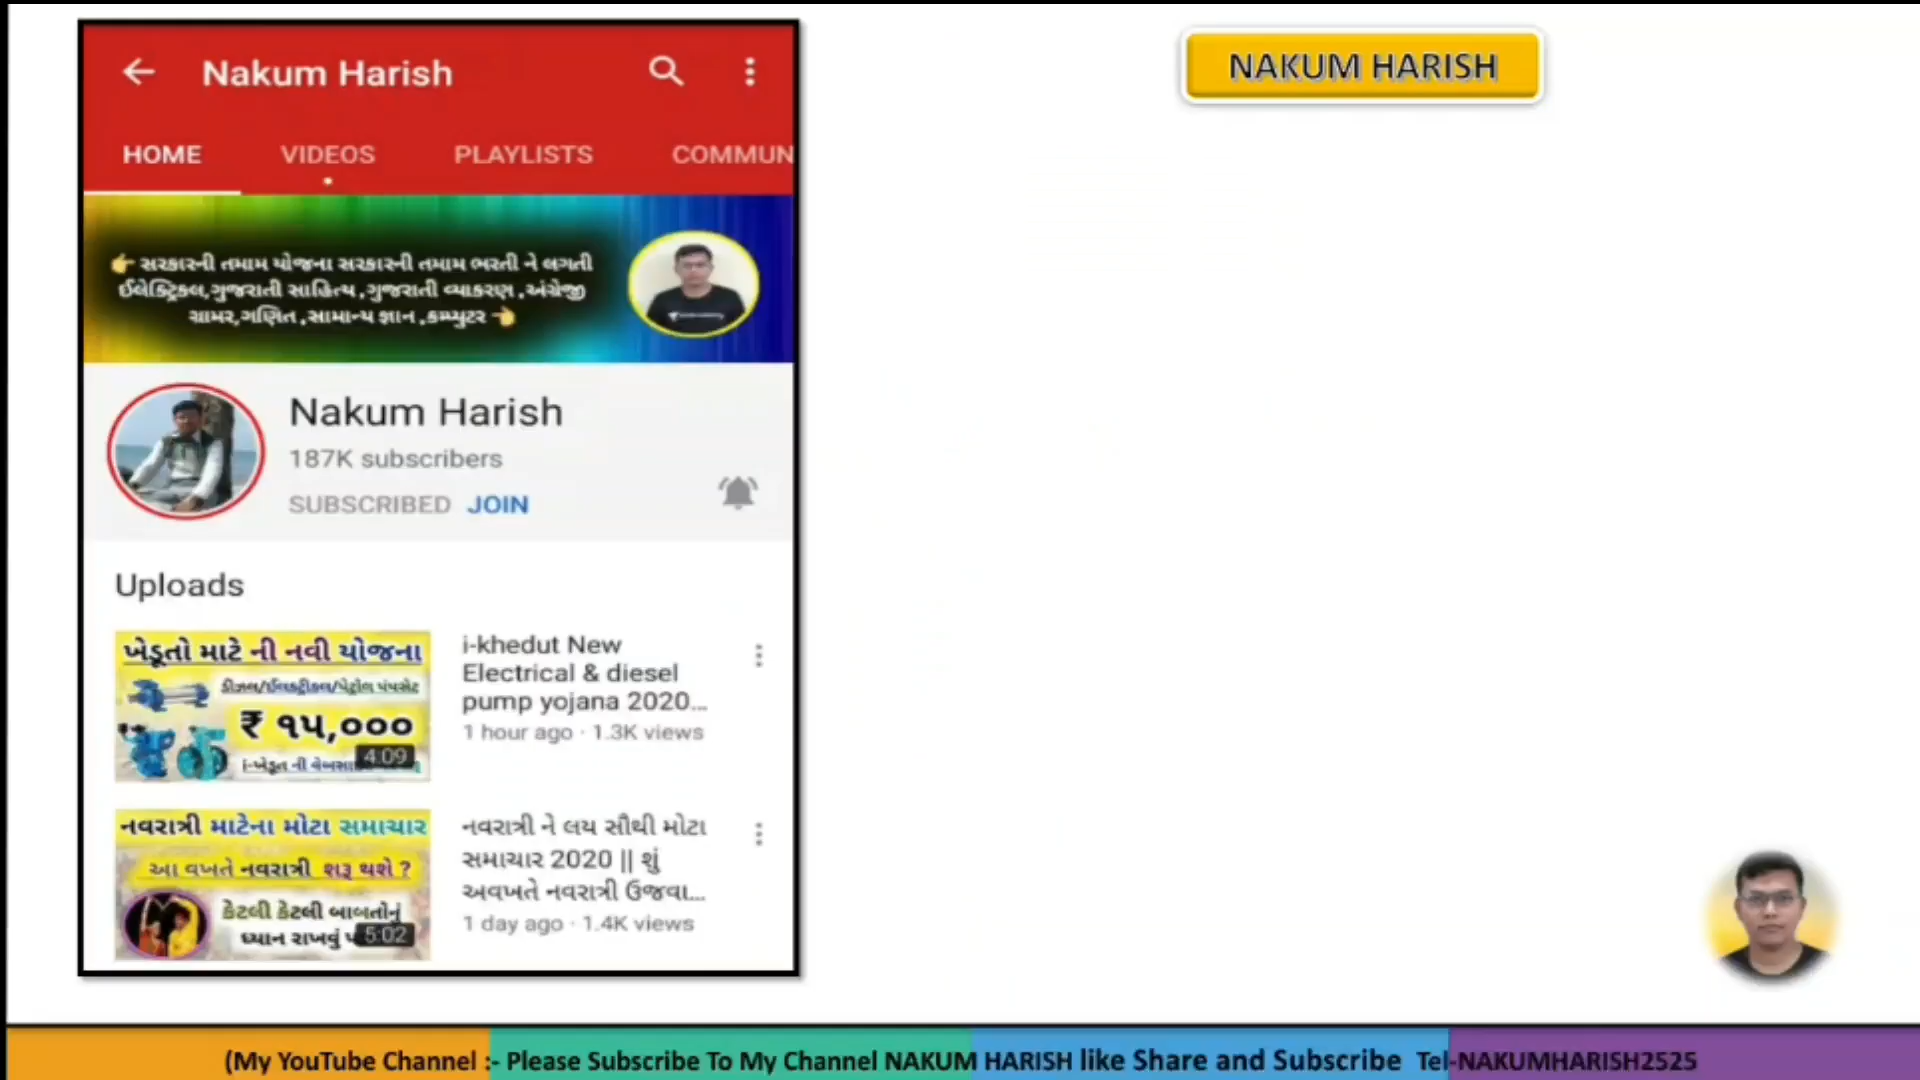 Nakum Harish
HOME VIDEOS PLAYLISTS COMMUN
સરકારની તમામ યોજના સરકારની તમામ ભરતી ને લગતી
ઈલેક્ટ્રિકલ,ગુજરાતી સાહિત્ય,ગુજરાતી વ્યાકરણ,અંગ્રેજી
ગ્રામર,ગણિત,સામાન્ય જ્ઞાન,કમ્પ્યુટર
Nakum Harish
187K subscribers
SUBSCRIBED JOIN
Uploads
ખેડૂતો માટે ની નવી યોજના
ડીઝલ/ઈલેક્ટ્રીકલ/પેટ્રોલ પંપસેટ
₹ ૧૫,૦૦૦
i-ખેડૂત ની
4:09
i-khedut New
Electrical & diesel
pump yojana 2020...
1 hour ago · 1.3K views
નવરાત્રી માટેના મોટા સમાચાર
આ વખતે નવરાત્રી શરૂ થશે ?
કેટલી કેટલી બાબતોનું
ધ્યાન રાખવું
5:02
નવરાત્રી ને લય સૌથી મોટા
સમાચાર 2020 || શું
અવખતે નવરાત્રી ઉજવા...
1 day ago · 1.4K views
NAKUM HARISH
(My YouTube Channel :- Please Subscribe To My Channel NAKUM HARISH like Share and Subscribe Tel-NAKUMHARISH2525